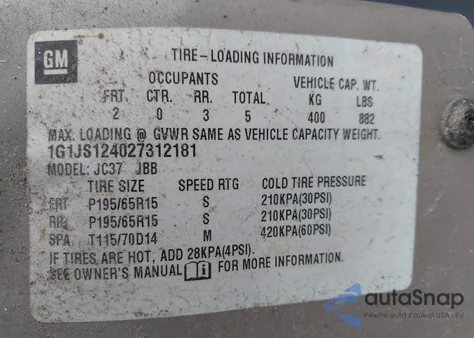 GM
TIRE-LOADING INFORMATION
OCCUPANTS VEHICLE CAP. WT.
FRT. CTR. RR. TOTAL KG LBS
2 0 3 5 400 882
MAX. LOADING @ GVWR SAME AS VEHICLE CAPACITY WEIGHT.
1G1JS124027312181
MODEL: JC37 JBB
TIRE SIZE SPEED RTG COLD TIRE PRESSURE
FRT P195/65R15 S 210KPA(30PSI)
RR P195/65R15 S 210KPA(30PSI)
SPA T115/70D14 M 420KPA(60PSI)
IF TIRES ARE HOT, ADD 28KPA(4PSI).
SEE OWNER'S MANUAL FOR MORE INFORMATION.
autaSnap